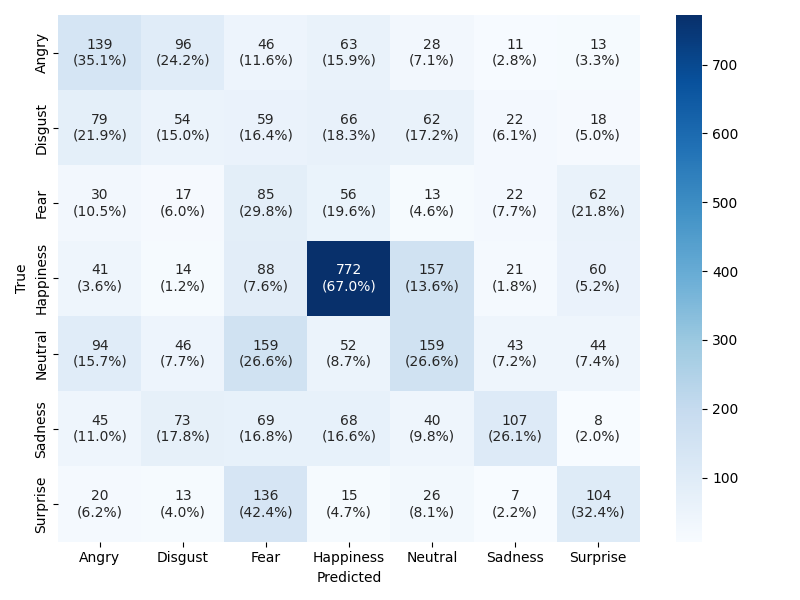 Angry 139 96 46 63 28 11 13
(35.1%) (24.2%) (11.6%) (15.9%) (7.1%) (2.8%) (3.3%)
Disgust 79 54 59 66 62 22 18
(21.9%) (15.0%) (16.4%) (18.3%) (17.2%) (6.1%) (5.0%)
Fear 30 17 85 56 13 22 62
(10.5%) (6.0%) (29.8%) (19.6%) (4.6%) (7.7%) (21.8%)
True
Happiness 41 14 88 772 157 21 60
(3.6%) (1.2%) (7.6%) (67.0%) (13.6%) (1.8%) (5.2%)
Neutral 94 46 159 52 159 43 44
(15.7%) (7.7%) (26.6%) (8.7%) (26.6%) (7.2%) (7.4%)
Sadness 45 73 69 68 40 107 8
(11.0%) (17.8%) (16.8%) (16.6%) (9.8%) (26.1%) (2.0%)
Surprise 20 13 136 15 26 7 104
(6.2%) (4.0%) (42.4%) (4.7%) (8.1%) (2.2%) (32.4%)
Angry Disgust Fear Happiness Neutral Sadness Surprise
Predicted
700
600
500
400
300
200
100